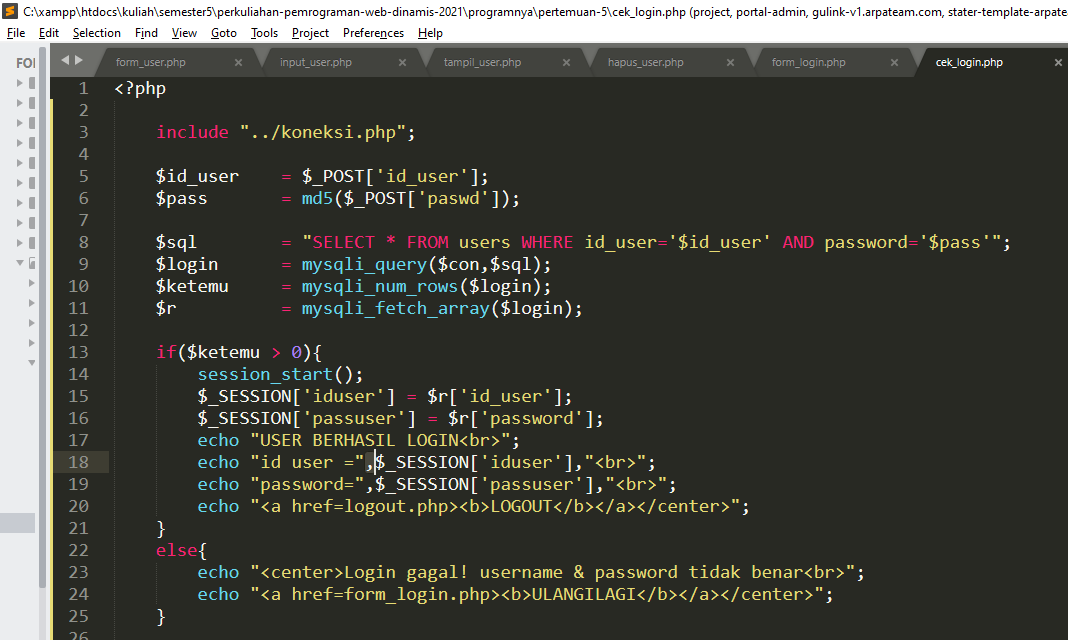 C:\xampp\htdocs\kuliah\semester5\perkuliahan-pemrograman-web-dinamis-2021\programnya\pertemuan-5\cek_login.php (project, portal-admin, gulink-v1.arpateam.com, stater-template-arpate
File Edit Selection Find View Goto Tools Project Preferences Help
FOI
form_user.php × input_user.php × tampil_user.php × hapus_user.php × form_login.php × cek_login.php ×
1 <?php
2
3 include "../koneksi.php";
4
5 $id_user = $_POST['id_user'];
6 $pass = md5($_POST['paswd']);
7
8 $sql = "SELECT * FROM users WHERE id_user='$id_user' AND password='$pass'";
9 $login = mysqli_query($con,$sql);
10 $ketemu = mysqli_num_rows($login);
11 $r = mysqli_fetch_array($login);
12
13 if($ketemu > 0){
14 session_start();
15 $_SESSION['iduser'] = $r['id_user'];
16 $_SESSION['passuser'] = $r['password'];
17 echo "USER BERHASIL LOGIN<br>";
18 echo "id user =",$_SESSION['iduser'],"<br>";
19 echo "password=",$_SESSION['passuser'],"<br>";
20 echo "<a href=logout.php><b>LOGOUT</b></a></center>";
21 }
22 else{
23 echo "<center>Login gagal! username & password tidak benar<br>";
24 echo "<a href=form_login.php><b>ULANGILAGI</b></a></center>";
25 }
26